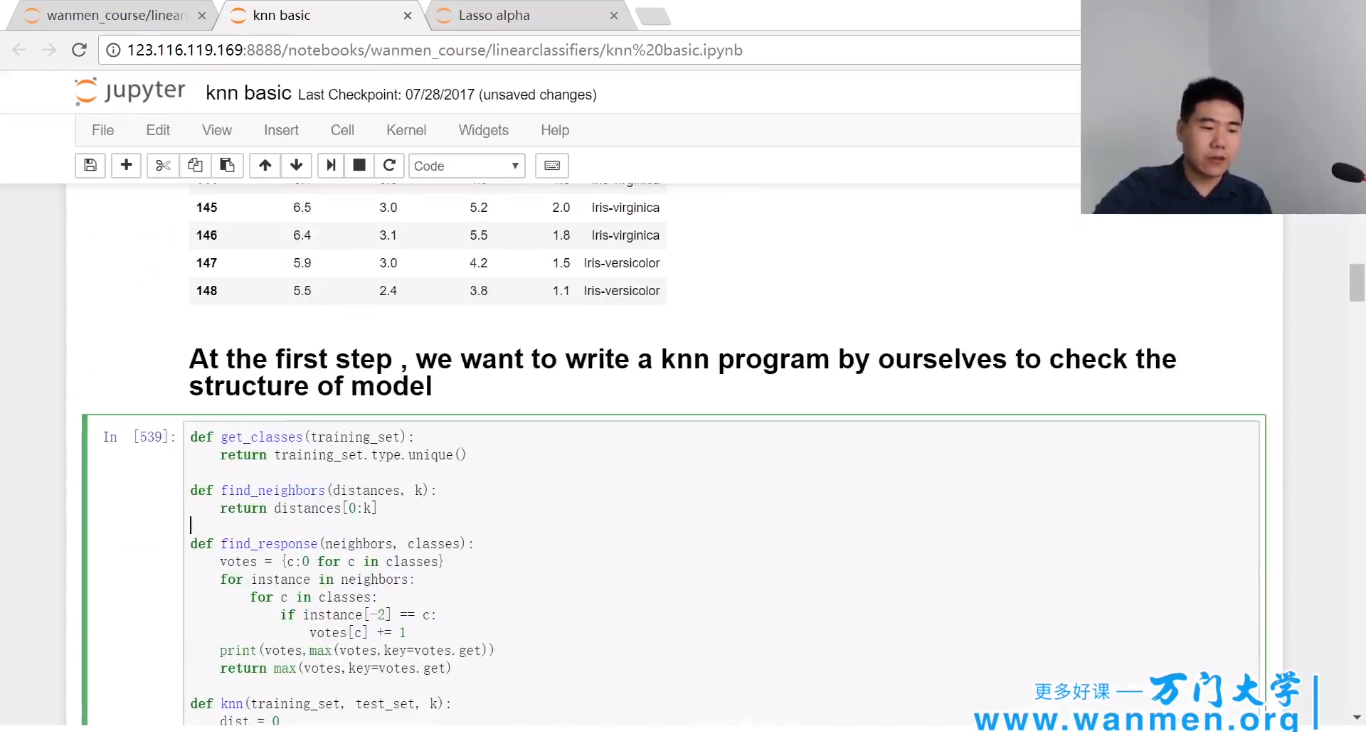 wanmen_course/linear
knn basic
Lasso alpha
123.116.119.169:8888/notebooks/wanmen_course/linearclassifiers/knn%20basic.ipynb
jupyter knn basic Last Checkpoint: 07/28/2017 (unsaved changes)
File Edit View Insert Cell Kernel Widgets Help
Code
145 6.5 3.0 5.2 2.0 Iris-virginica
146 6.4 3.1 5.5 1.8 Iris-virginica
147 5.9 3.0 4.2 1.5 Iris-versicolor
148 5.5 2.4 3.8 1.1 Iris-versicolor
At the first step , we want to write a knn program by ourselves to check the
structure of model
In [539]: def get_classes(training_set):
return training_set.type.unique()
def find_neighbors(distances, k):
return distances[0:k]
def find_response(neighbors, classes):
votes = {c:0 for c in classes}
for instance in neighbors:
for c in classes:
if instance[-2] == c:
votes[c] += 1
print(votes,max(votes,key=votes.get))
return max(votes,key=votes.get)
def knn(training_set, test_set, k):
dist = 0
更多好课 — 万门大学
www.wanmen.org